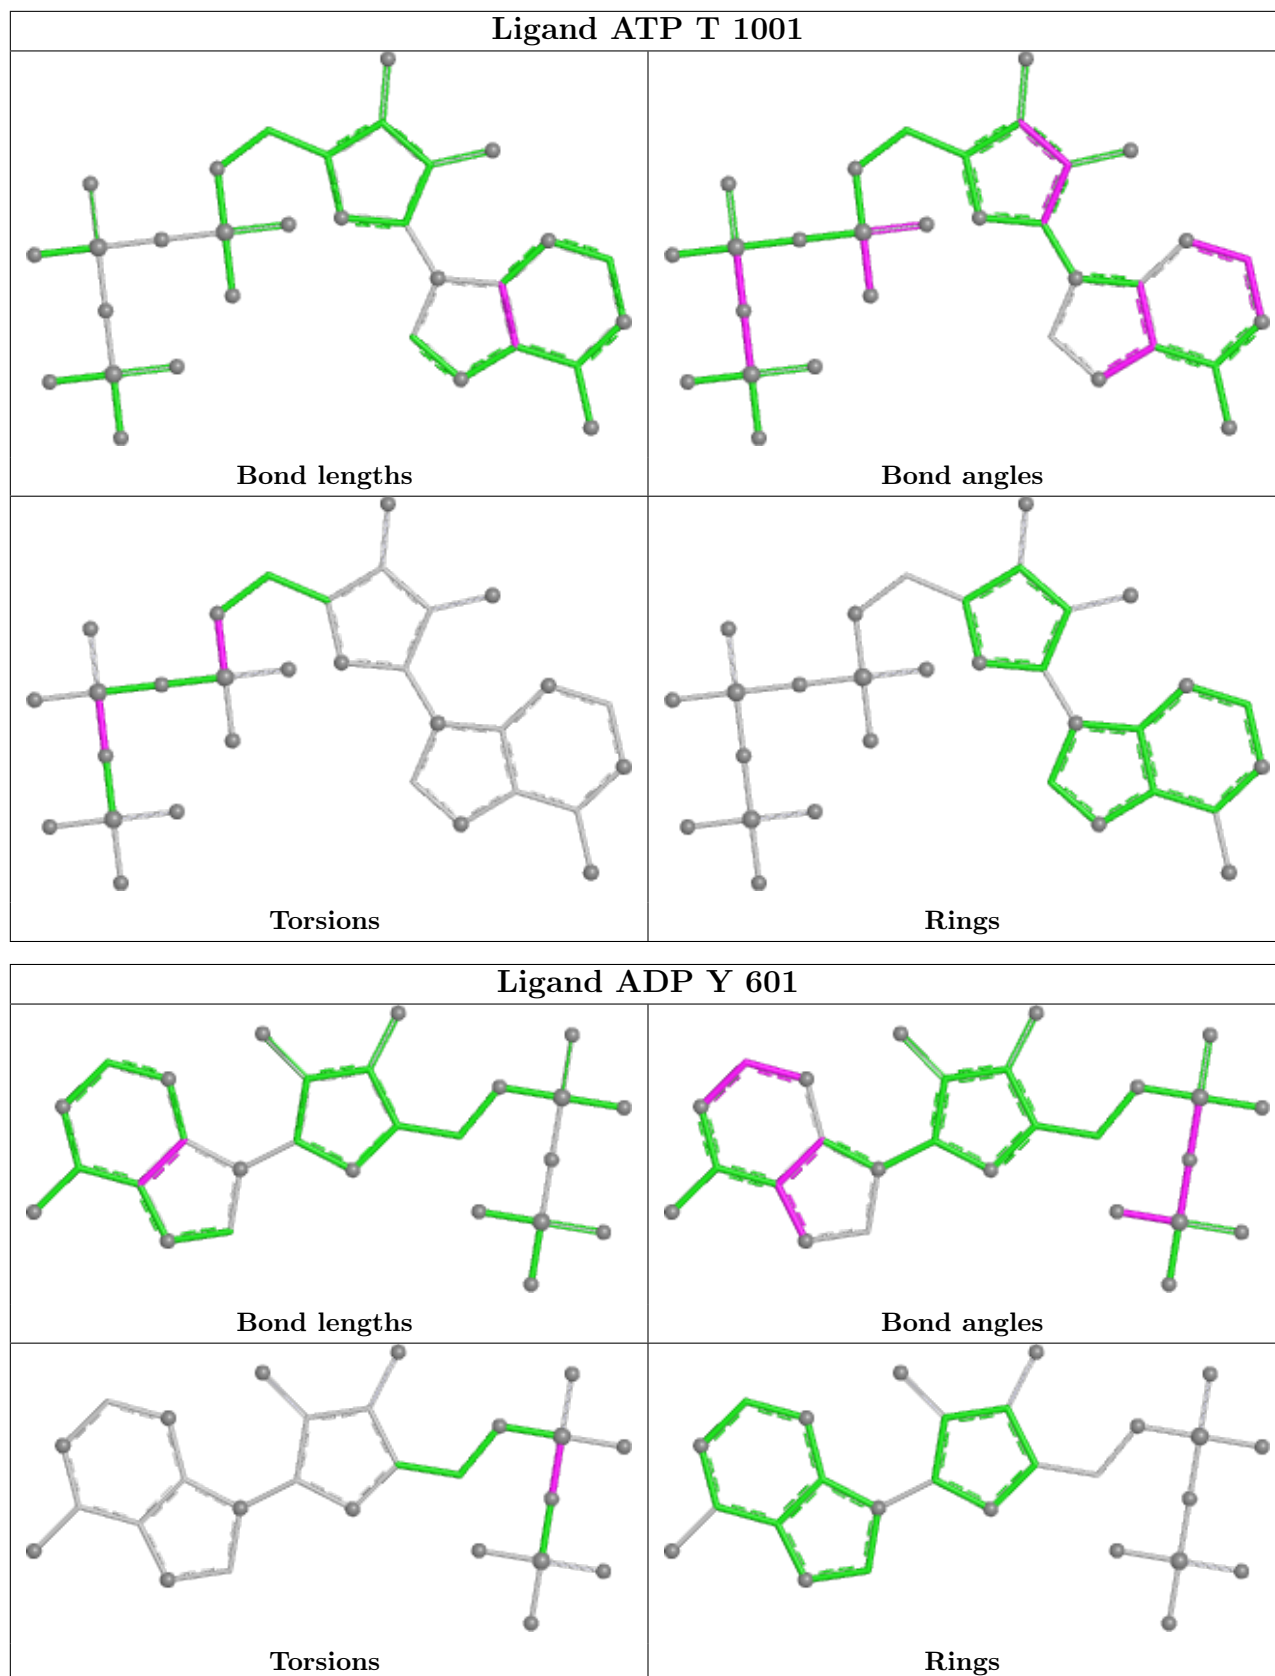 Ligand ATP T 1001
Bond lengths
Bond angles
Torsions
Rings
Ligand ADP Y 601
Bond lengths
Bond angles
Torsions
Rings